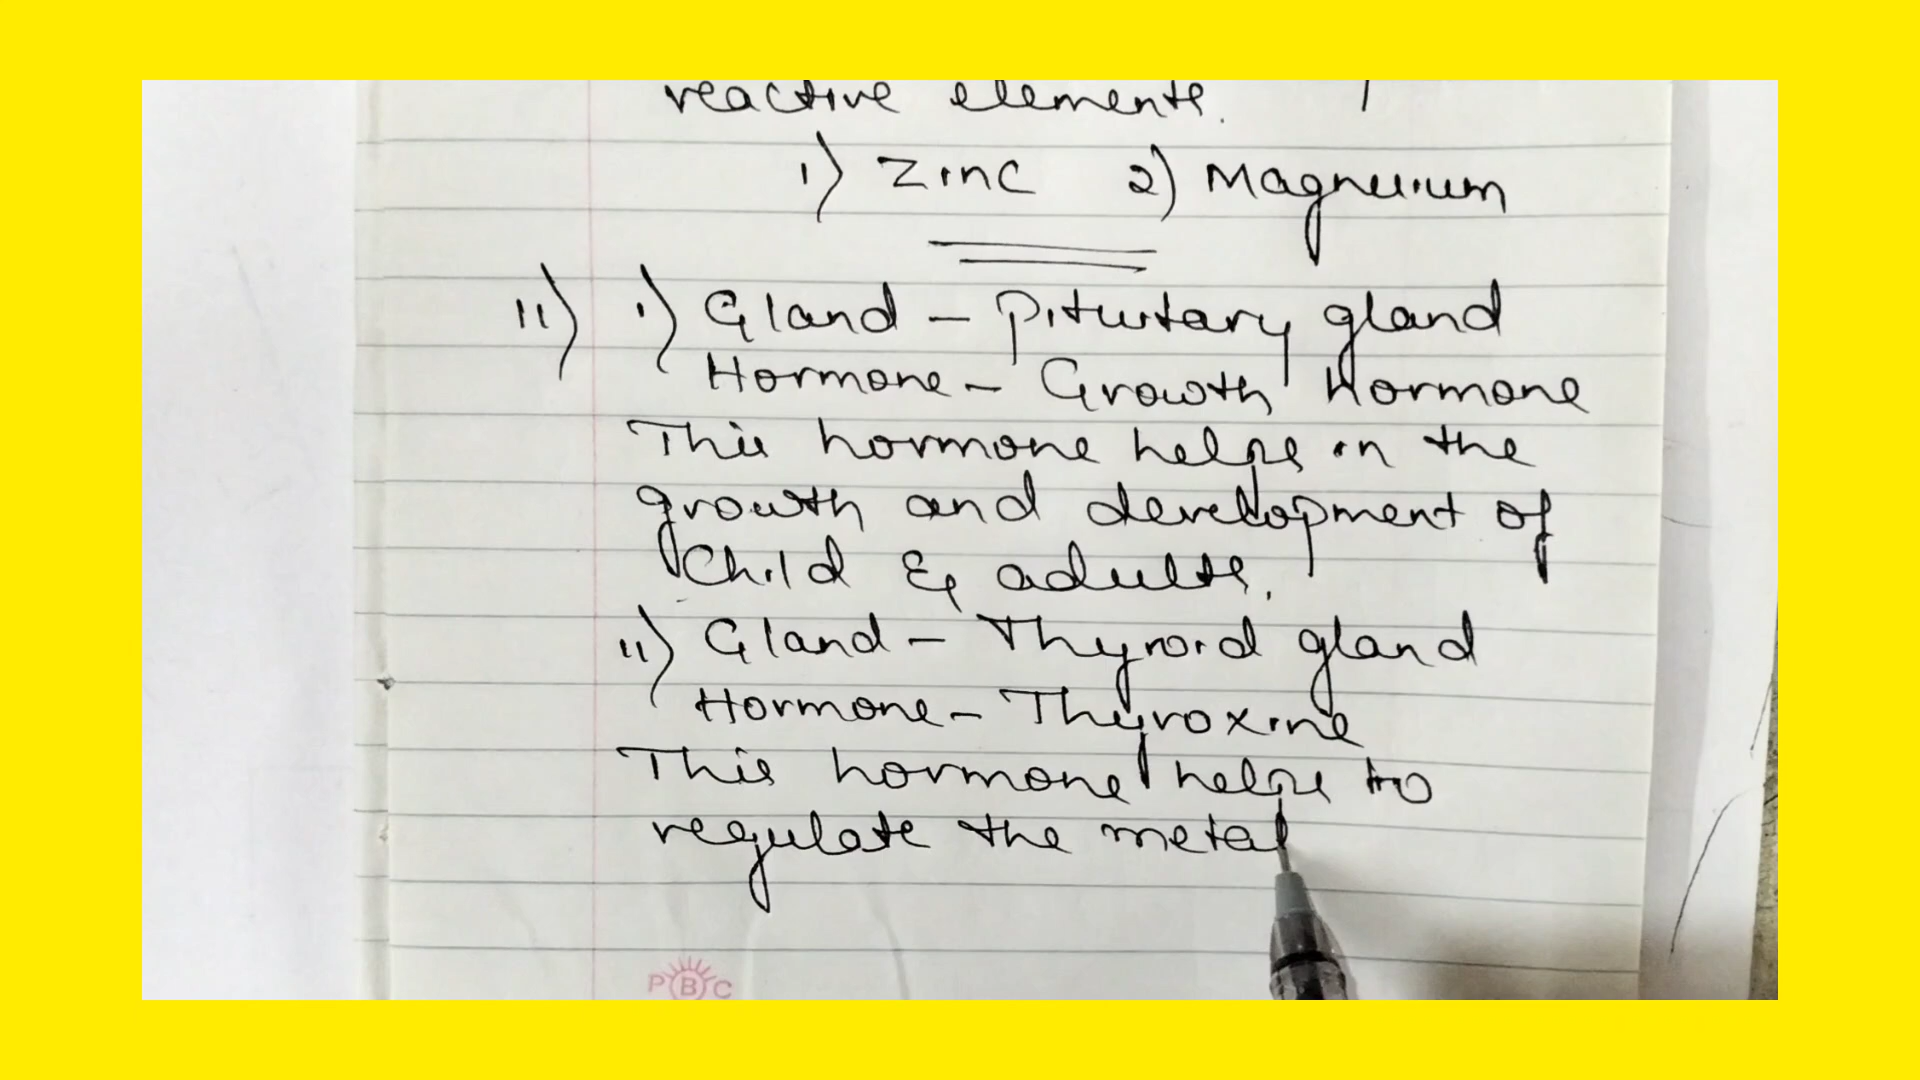 reactive elements.
1) Zinc 2) Magnesium
11) i) Gland - Pituitary gland
Hormone - Growth Hormone
This hormone helps in the
growth and development of
Child & adults.
ii) Gland - Thyroid gland
Hormone - Thyroxine
This hormone helps to
regulate the metal
PBC